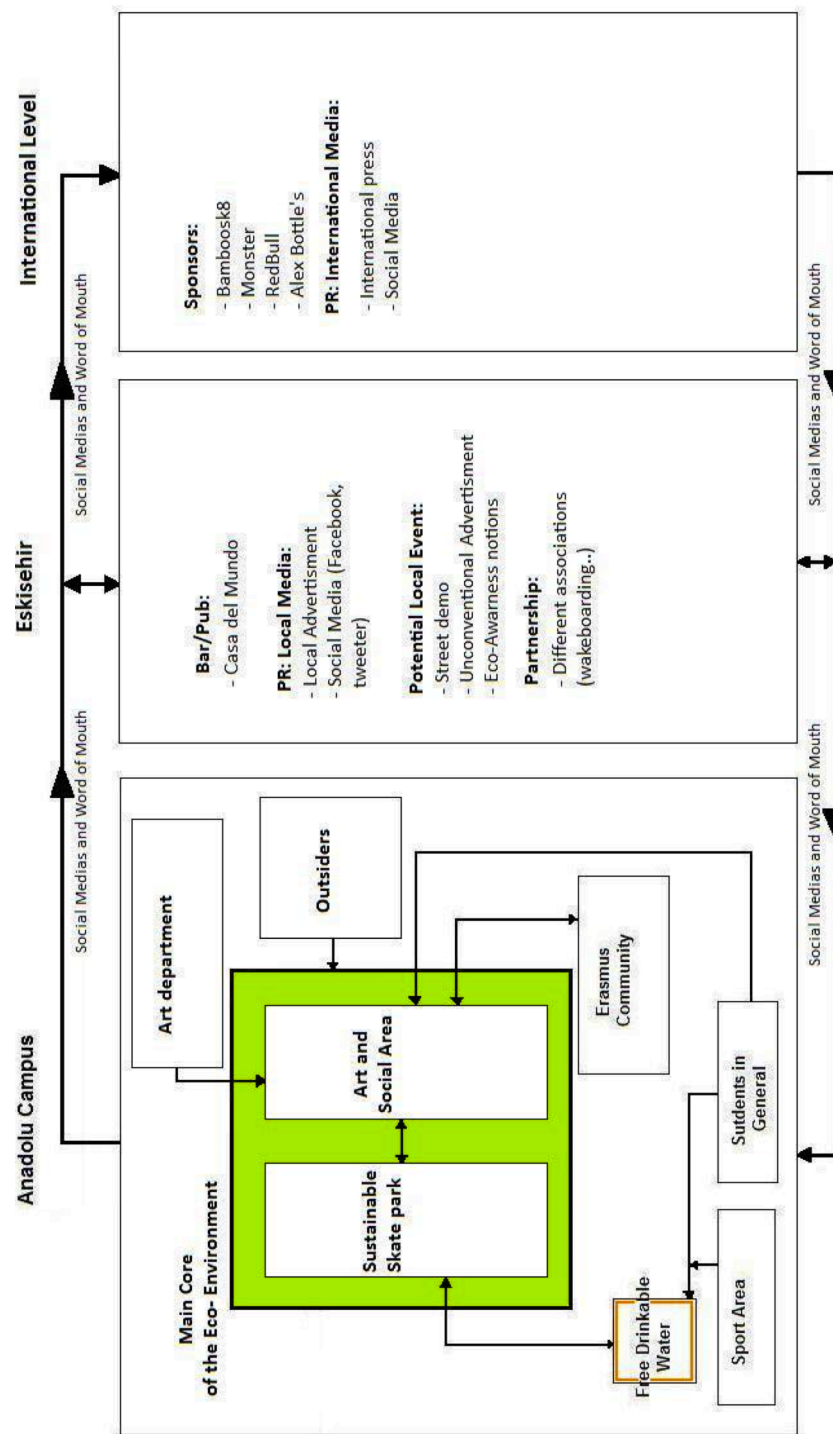 Anadolu Campus
Eskisehir
International Level
Social Medias and Word of Mouth
Social Medias and Word of Mouth
Main Core
of the Eco- Environment
Art department
Outsiders
Sustainable
Skate park
Art and
Social Area
Erasmus
Community
Free Drinkable
Water
Sport Area
Sutdents in
General
Bar/Pub:
- Casa del Mundo
PR: Local Media:
- Local Advertisment
- Social Media (Facebook,
tweeter)
Potential Local Event:
- Street demo
- Unconventional Advertisment
- Eco-Awarness notions
Partnership:
- Different associations
(wakeboarding..)
Sponsors:
- Bamboosk8
- Monster
- RedBull
- Alex Bottle's
PR: International Media:
- International press
- Social Media
Social Medias and Word of Mouth
Social Medias and Word of Mouth